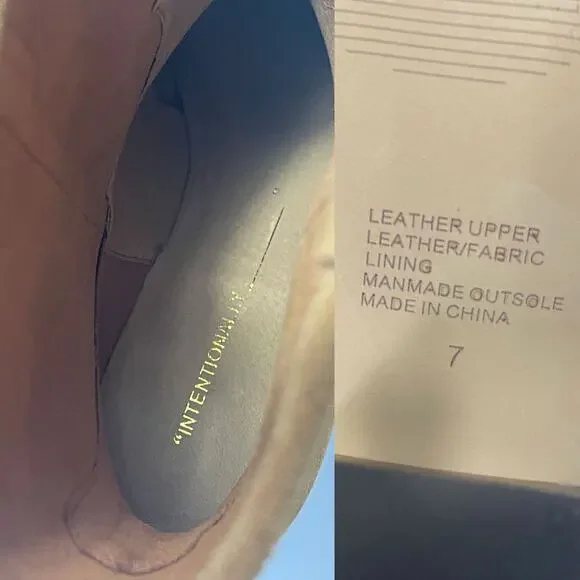 “INTENTIONALLY
LEATHER UPPER
LEATHER/FABRIC
LINING
MANMADE OUTSOLE
MADE IN CHINA
7